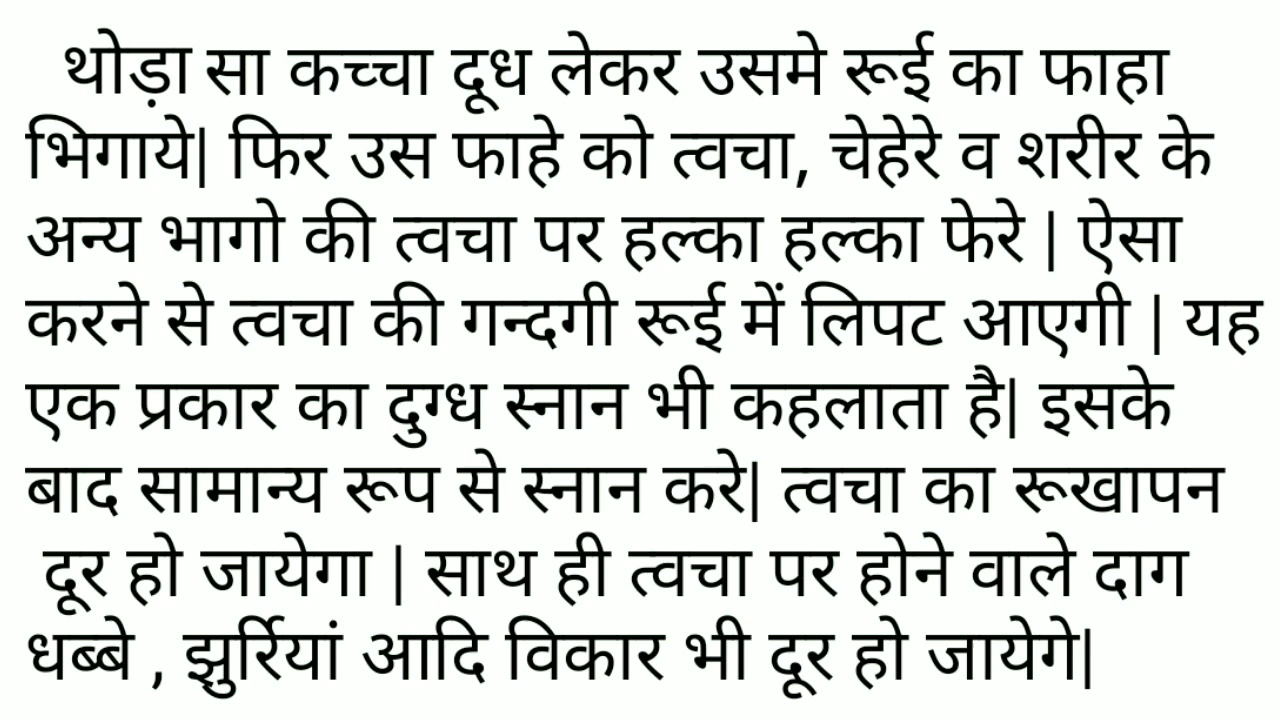 थोड़ा सा कच्चा दूध लेकर उसमे रूई का फाहा
भिगाये| फिर उस फाहे को त्वचा, चेहेरे व शरीर के
अन्य भागो की त्वचा पर हल्का हल्का फेरे | ऐसा
करने से त्वचा की गन्दगी रूई में लिपट आएगी | यह
एक प्रकार का दुग्ध स्नान भी कहलाता है| इसके
बाद सामान्य रूप से स्नान करे| त्वचा का रूखापन
दूर हो जायेगा | साथ ही त्वचा पर होने वाले दाग
धब्बे , झुर्रियां आदि विकार भी दूर हो जायेगे|